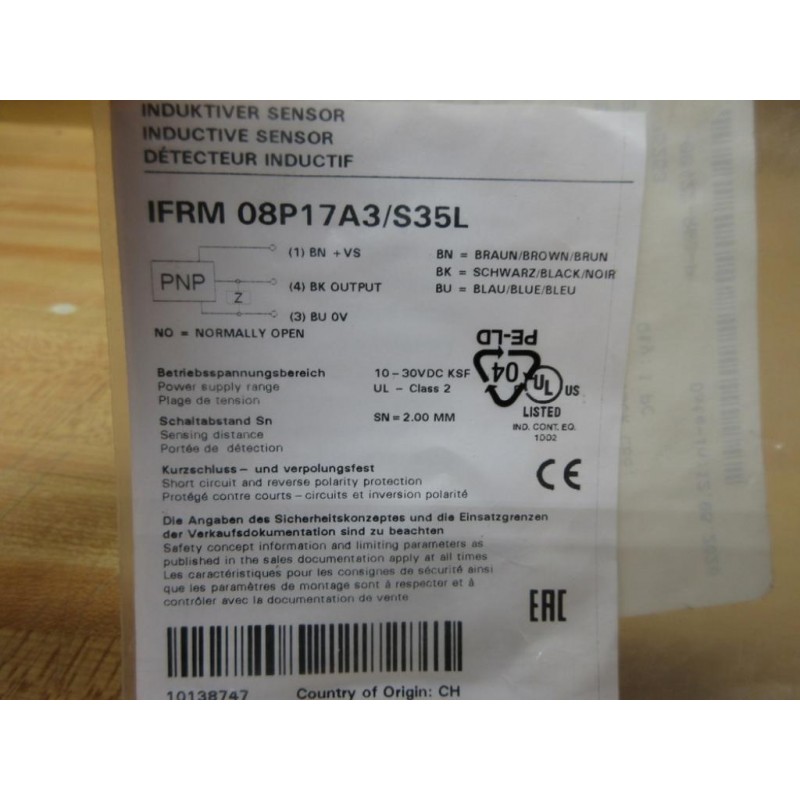 INDUKTIVER SENSOR
INDUCTIVE SENSOR
DÉTECTEUR INDUCTIF
IFRM 08P17A3/S35L
(1) BN +VS
BN = BRAUN/BROWN/BRUN
PNP
(4) BK OUTPUT
BK = SCHWARZ/BLACK/NOIR
Z
(3) BU 0V
BU = BLAU/BLUE/BLEU
NO = NORMALLY OPEN
PE-LD
04
Betriebsspannungsbereich
10-30VDC KSF
Power supply range
UL - Class 2
Plage de tension
UL US
LISTED
IND. CONT. EQ.
1DD2
Schaltabstand Sn
SN = 2.00 MM
Sensing distance
Portée de détection
Kurzschluss - und verpolungsfest
Short circuit and reverse polarity protection
Protégé contre courts - circuits et inversion polarité
CE
Die Angaben des Sicherheitskonzeptes und die Einsatzgrenzen
der Verkaufsdokumentation sind zu beachten
Safety concept information and limiting parameters as
published in the sales documentation apply at all times
Les caractéristiques pour les consignes de sécurité ainsi
que les paramètres de montage sont à respecter et à
contrôler avec la documentation de vente
EAC
10138747
Country of Origin: CH